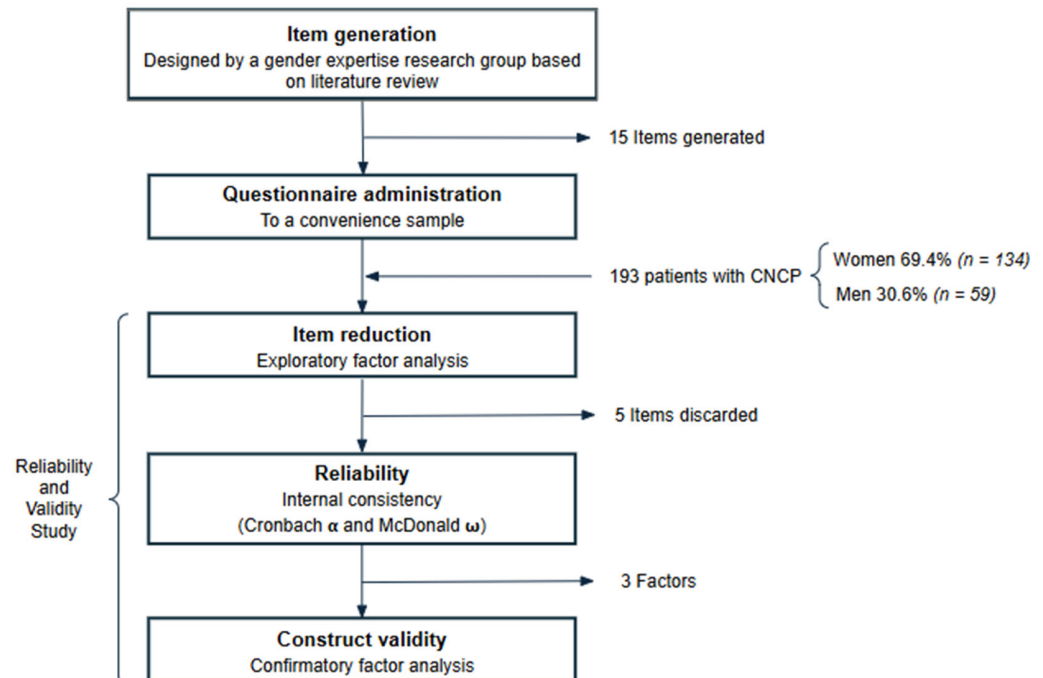 Item generation
Designed by a gender expertise research group based
on literature review
15 Items generated
Questionnaire administration
To a convenience sample
193 patients with CNCP
Women 69.4% (n = 134)
Men 30.6% (n = 59)
Item reduction
Exploratory factor analysis
5 Items discarded
Reliability
and
Validity
Study
Reliability
Internal consistency
(Cronbach α and McDonald ω)
3 Factors
Construct validity
Confirmatory factor analysis